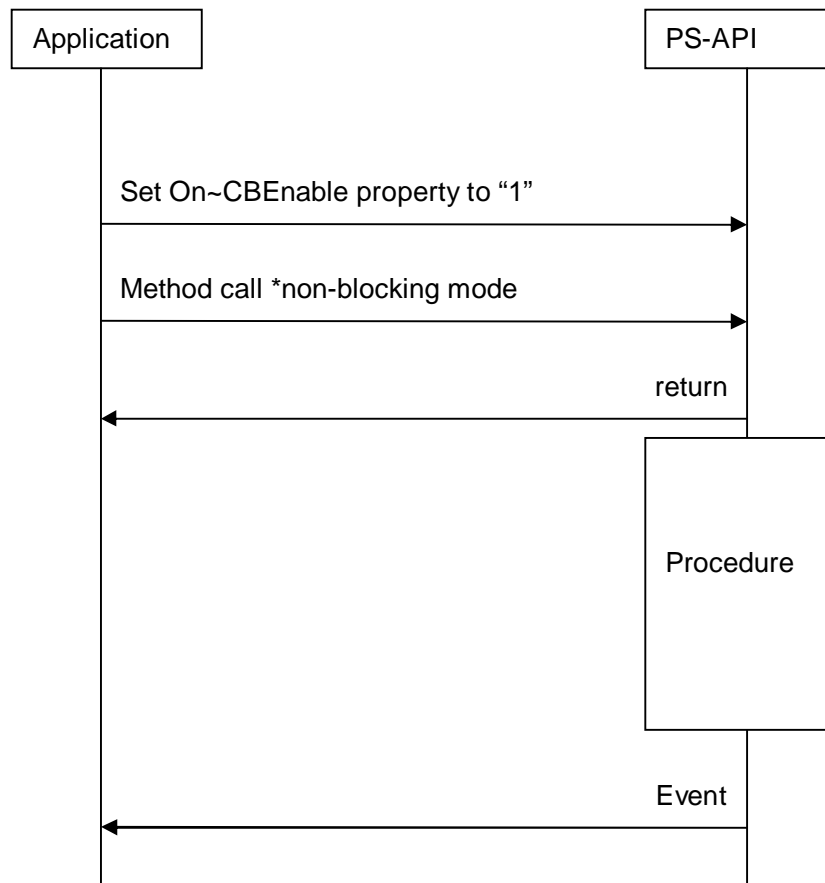 Application
PS-API
Set On~CBEnable property to “1”
Method call *non-blocking mode
return
Procedure
Event